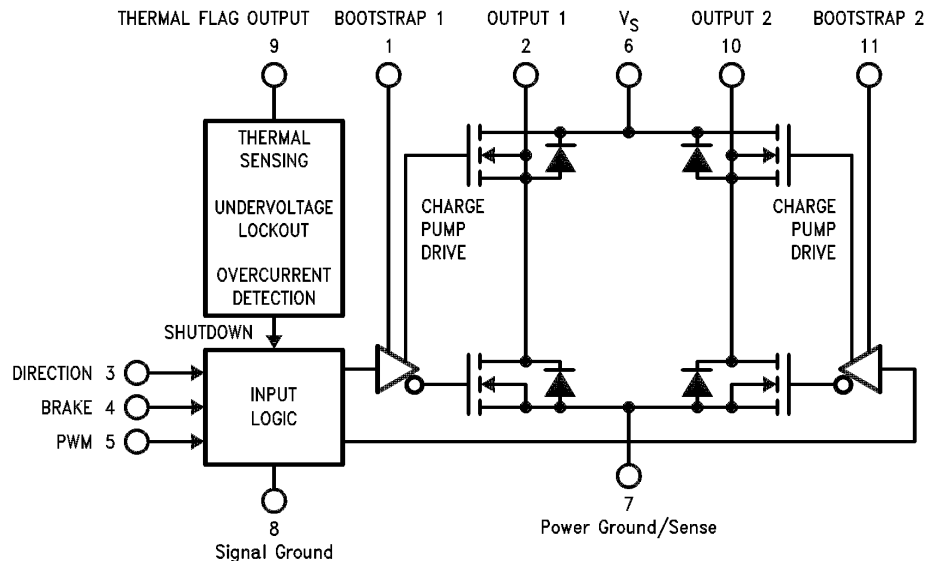 THERMAL FLAG OUTPUT
9
BOOTSTRAP 1
1
OUTPUT 1
2
VS
6
OUTPUT 2
10
BOOTSTRAP 2
11
THERMAL
SENSING
UNDERVOLTAGE
LOCKOUT
OVERCURRENT
DETECTION
CHARGE
PUMP
DRIVE
CHARGE
PUMP
DRIVE
SHUTDOWN
DIRECTION 3
BRAKE 4
PWM 5
INPUT
LOGIC
8
Signal Ground
7
Power Ground/Sense